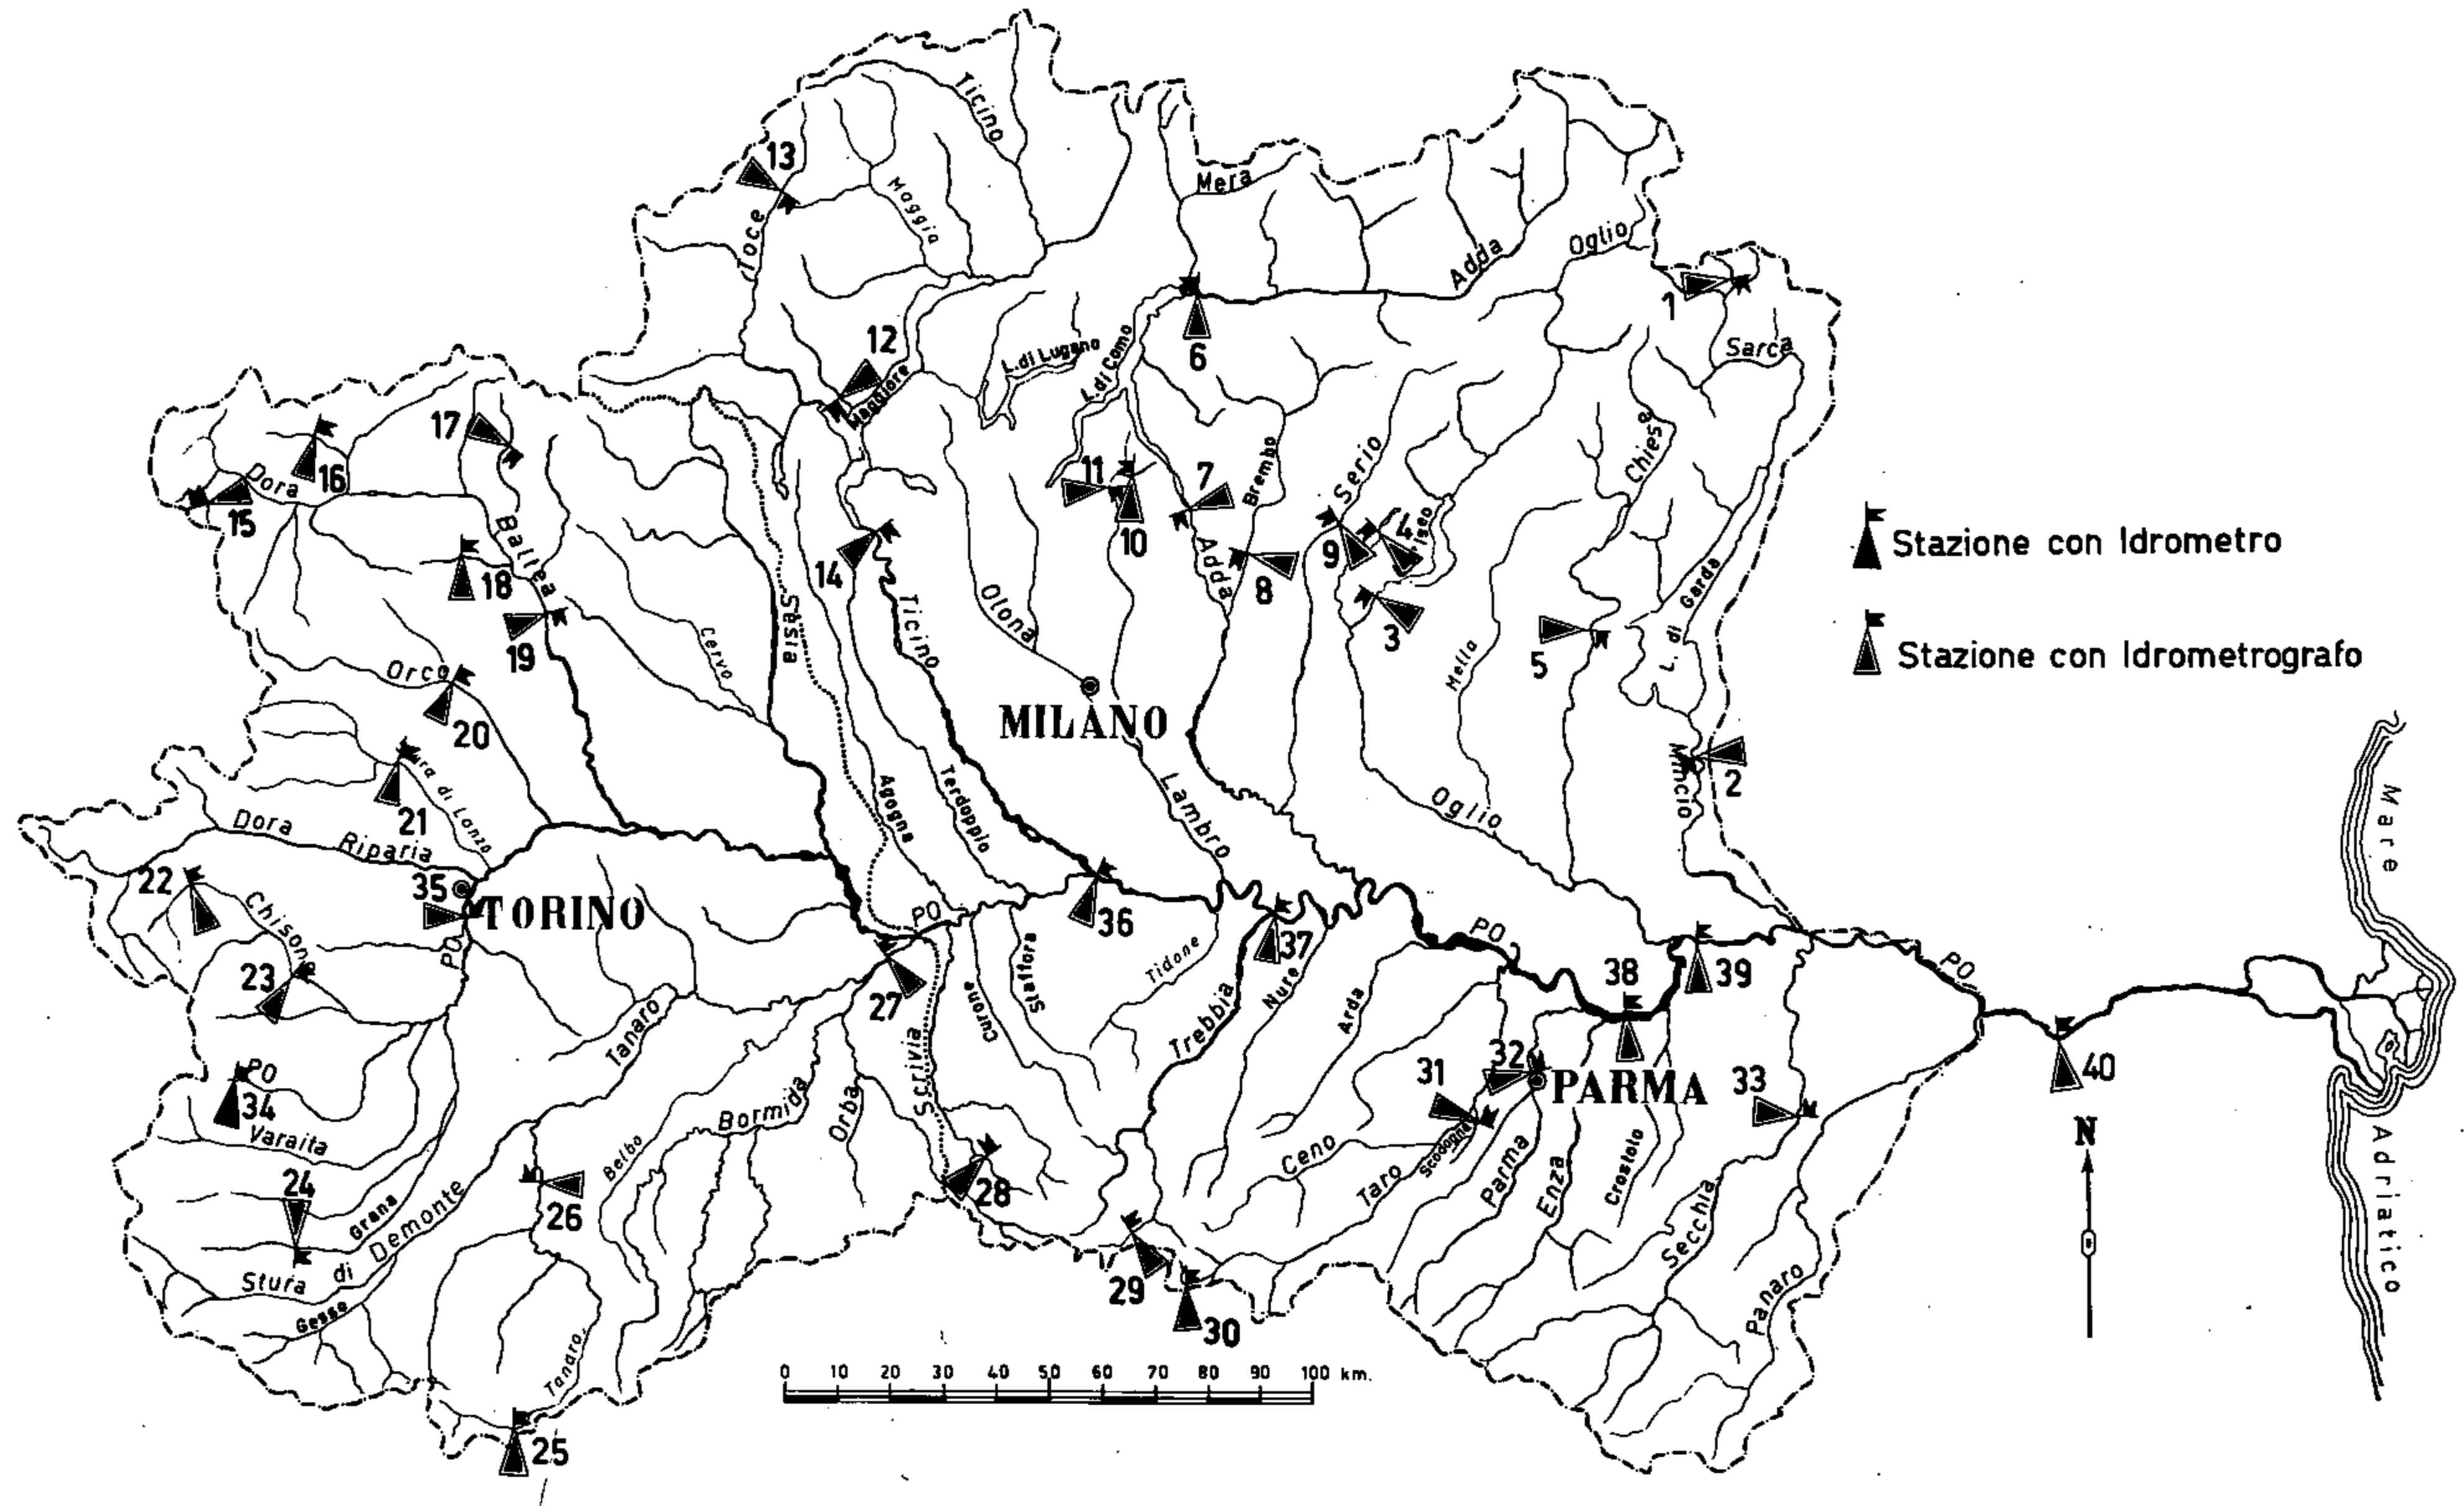 Ticino
13
Mera
Maggia
Toce
Oglio
Adda
1
12
6
Sarca
L.di Lugano
L.di Como
Maggiore
17
16
Dora
15
Baltea
11
7
Brembo
Serio
4
Iseo
Chiese
10
9
Stazione con Idrometro
18
14
Adda
8
Garda
L. di
Stazione con Idrometrografo
19
Sesia
Cervo
Ticino
Olona
3
Mella
5
Orco
20
MILANO
Mincio
2
21
ura di Lanzo
Agogna
Terdoppio
Lambro
Oglio
Mare
Dora Riparia
22
35
TORINO
Chisone
PO
PO
36
37
PO
38
39
PO
23
27
Curone
Staffora
Tidone
Trebbia
Nure
Arda
Tanaro
Scrivia
40
PO
34
Varaita
31
32
PARMA
33
Bormida
Orba
Belbo
N
24
Grana
Stura di Demonte
26
28
Ceno
Taro
Scodogna
Parma
Enza
Crostolo
Secchia
Adriatico
Gesso
29
30
Panaro
Tanaro
25
0 10 20 30 40 50 60 70 80 90 100 km.